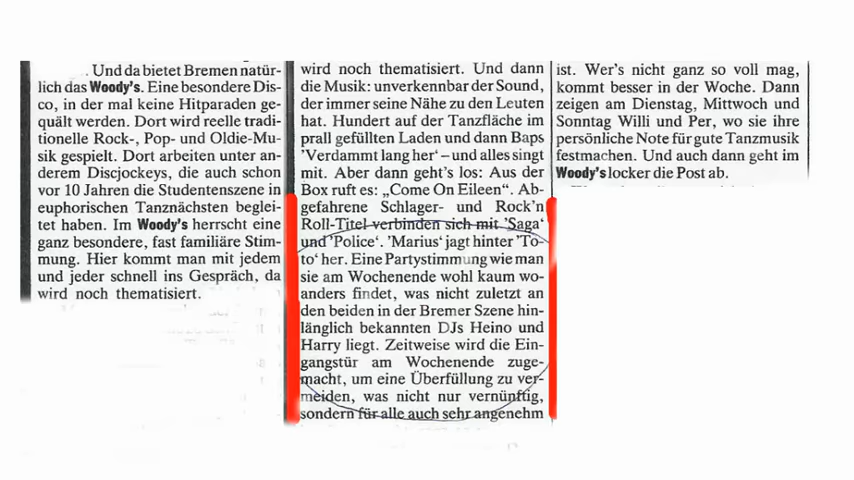 Und da bietet Bremen natür-
lich das Woody's. Eine besondere Dis-
co, in der mal keine Hitparaden ge-
quält werden. Dort wird reelle tradi-
tionelle Rock-, Pop- und Oldie-Mu-
sik gespielt. Dort arbeiten unter an-
derem Discjockeys, die auch schon
vor 10 Jahren die Studentenszene in
euphorischen Tanznächsten beglei-
tet haben. Im Woody's herrscht eine
ganz besondere, fast familiäre Stim-
mung. Hier kommt man mit jedem
und jeder schnell ins Gespräch, da
wird noch thematisiert.
wird noch thematisiert. Und dann
die Musik: unverkennbar der Sound,
der immer seine Nähe zu den Leuten
hat. Hundert auf der Tanzfläche im
prall gefüllten Laden und dann Baps
'Verdammt lang her' – und alles singt
mit. Aber dann geht's los: Aus der
Box ruft es: „Come On Eileen“. Ab-
gefahrene Schlager- und Rock'n
Roll-Titel verbinden sich mit 'Saga'
und 'Police'. 'Marius' jagt hinter 'To-
to' her. Eine Partystimmung wie man
sie am Wochenende wohl kaum wo-
anders findet, was nicht zuletzt an
den beiden in der Bremer Szene hin-
länglich bekannten DJs Heino und
Harry liegt. Zeitweise wird die Ein-
gangstür am Wochenende zuge-
macht, um eine Überfüllung zu ver-
meiden, was nicht nur vernünftig,
sondern für alle auch sehr angenehm
ist. Wer's nicht ganz so voll mag,
kommt besser in der Woche. Dann
zeigen am Dienstag, Mittwoch und
Sonntag Willi und Per, wo sie ihre
persönliche Note für gute Tanzmusik
festmachen. Und auch dann geht im
Woody's locker die Post ab.